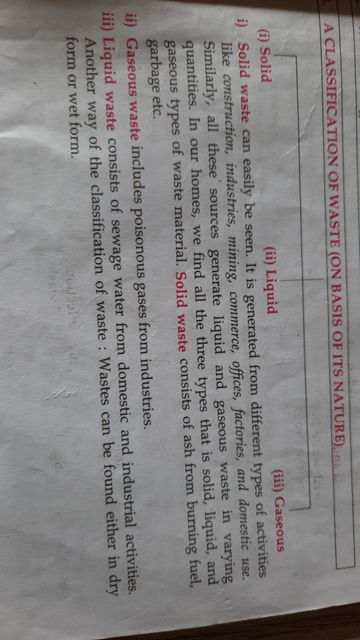 A CLASSIFICATION OF WASTE (ON BASIS OF ITS NATURE)
(i) Solid (ii) Liquid (iii) Gaseous
i) Solid waste can easily be seen. It is generated from different types of activities
like construction, industries, mining, commerce, offices, factories, and domestic use.
Similarly, all these sources generate liquid and gaseous waste in varying
quantities. In our homes, we find all the three types that is solid, liquid, and
gaseous types of waste material. Solid waste consists of ash from burning fuel,
garbage etc.
ii) Gaseous waste includes poisonous gases from industries.
iii) Liquid waste consists of sewage water from domestic and industrial activities.
Another way of the classification of waste : Wastes can be found either in dry
form or wet form.